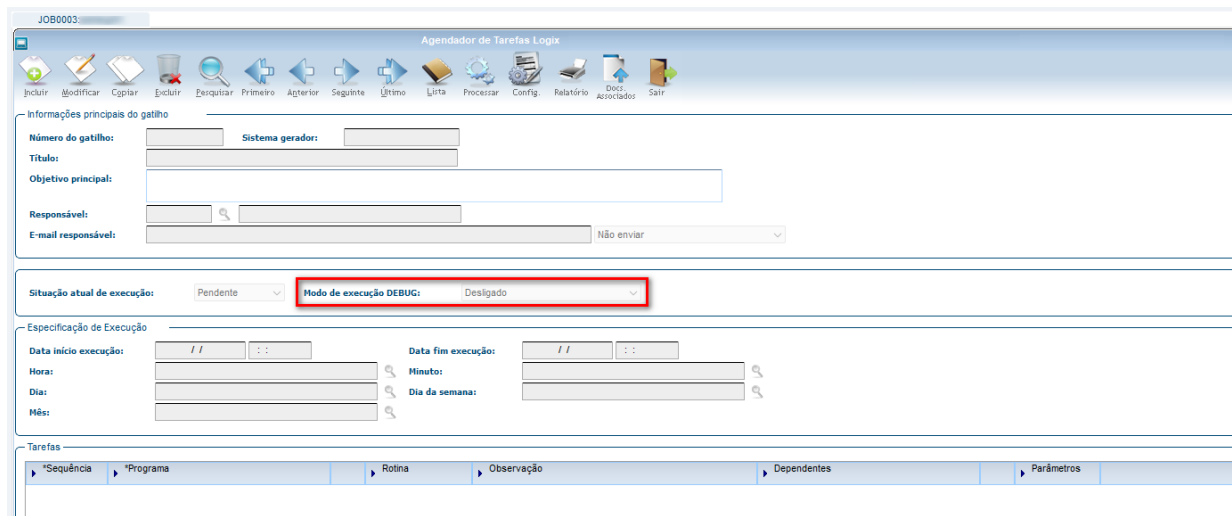 JOB0003:
Agendador de Tarefas Logix
Incluir Modificar Copiar Excluir Pesquisar Primeiro Anterior Seguinte Último Lista Processar Config. Relatório Docs. Associados Sair
Informações principais do gatilho
Número do gatilho: Sistema gerador:
Título:
Objetivo principal:
Responsável:
E-mail responsável: Não enviar
Situação atual de execução: Pendente Modo de execução DEBUG: Desligado
Especificação de Execução
Data início execução: / / : : Data fim execução: / / : :
Hora: Minuto:
Dia: Dia da semana:
Mês:
Tarefas
*Sequência *Programa Rotina Observação Dependentes Parâmetros